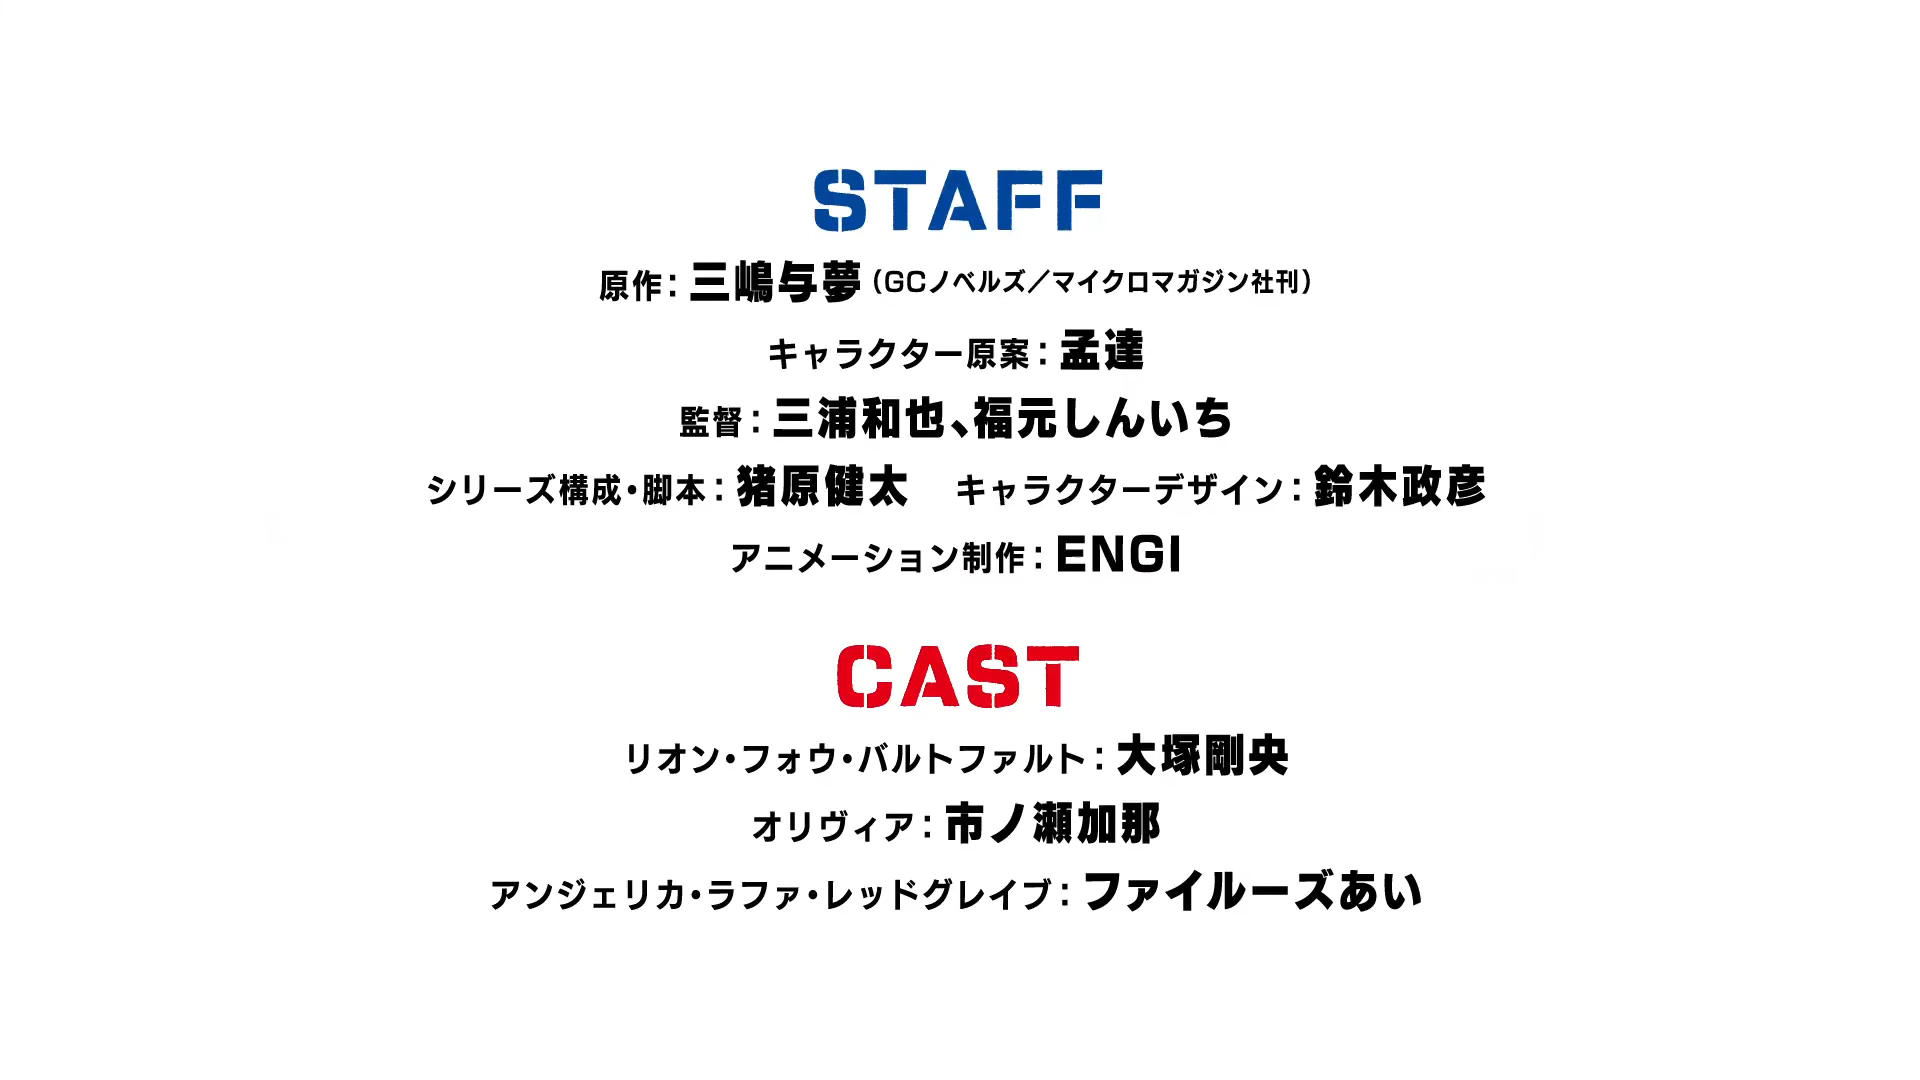 STAFF
原作：三嶋与夢（GCノベルズ／マイクロマガジン社刊）
キャラクター原案：孟達
監督：三浦和也、福元しんいち
シリーズ構成・脚本：猪原健太　キャラクターデザイン：鈴木政彦
アニメーション制作：ENGI
CAST
リオン・フォウ・バルトファルト：大塚剛央
オリヴィア：市ノ瀬加那
アンジェリカ・ラファ・レッドグレイブ：ファイルーズあい